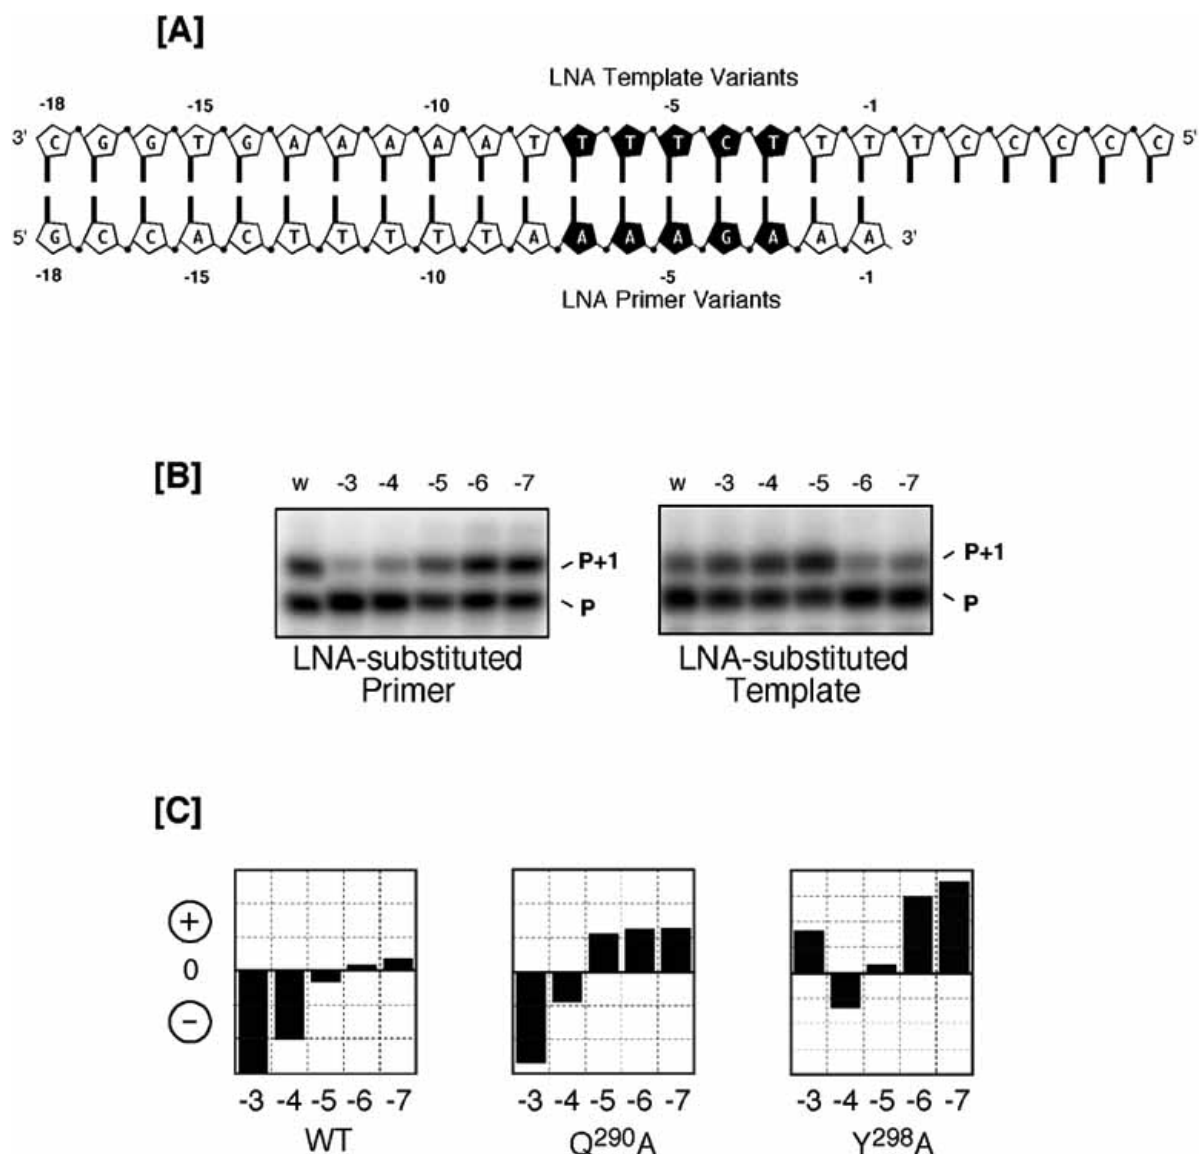 [A]
LNA Template Variants
-18 -15 -10 -5 -1
3' C G G T G A A A A A T T T T C T T T T C C C C C 5'
5' G C C A C T T T T T A A A A G A A A 3'
-18 -15 -10 -5 -1
LNA Primer Variants
[B]
w -3 -4 -5 -6 -7
w -3 -4 -5 -6 -7
P+1
P
P+1
P
LNA-substituted
Primer
LNA-substituted
Template
[C]
+
0
−
-3 -4 -5 -6 -7
-3 -4 -5 -6 -7
-3 -4 -5 -6 -7
WT
Q290A
Y298A